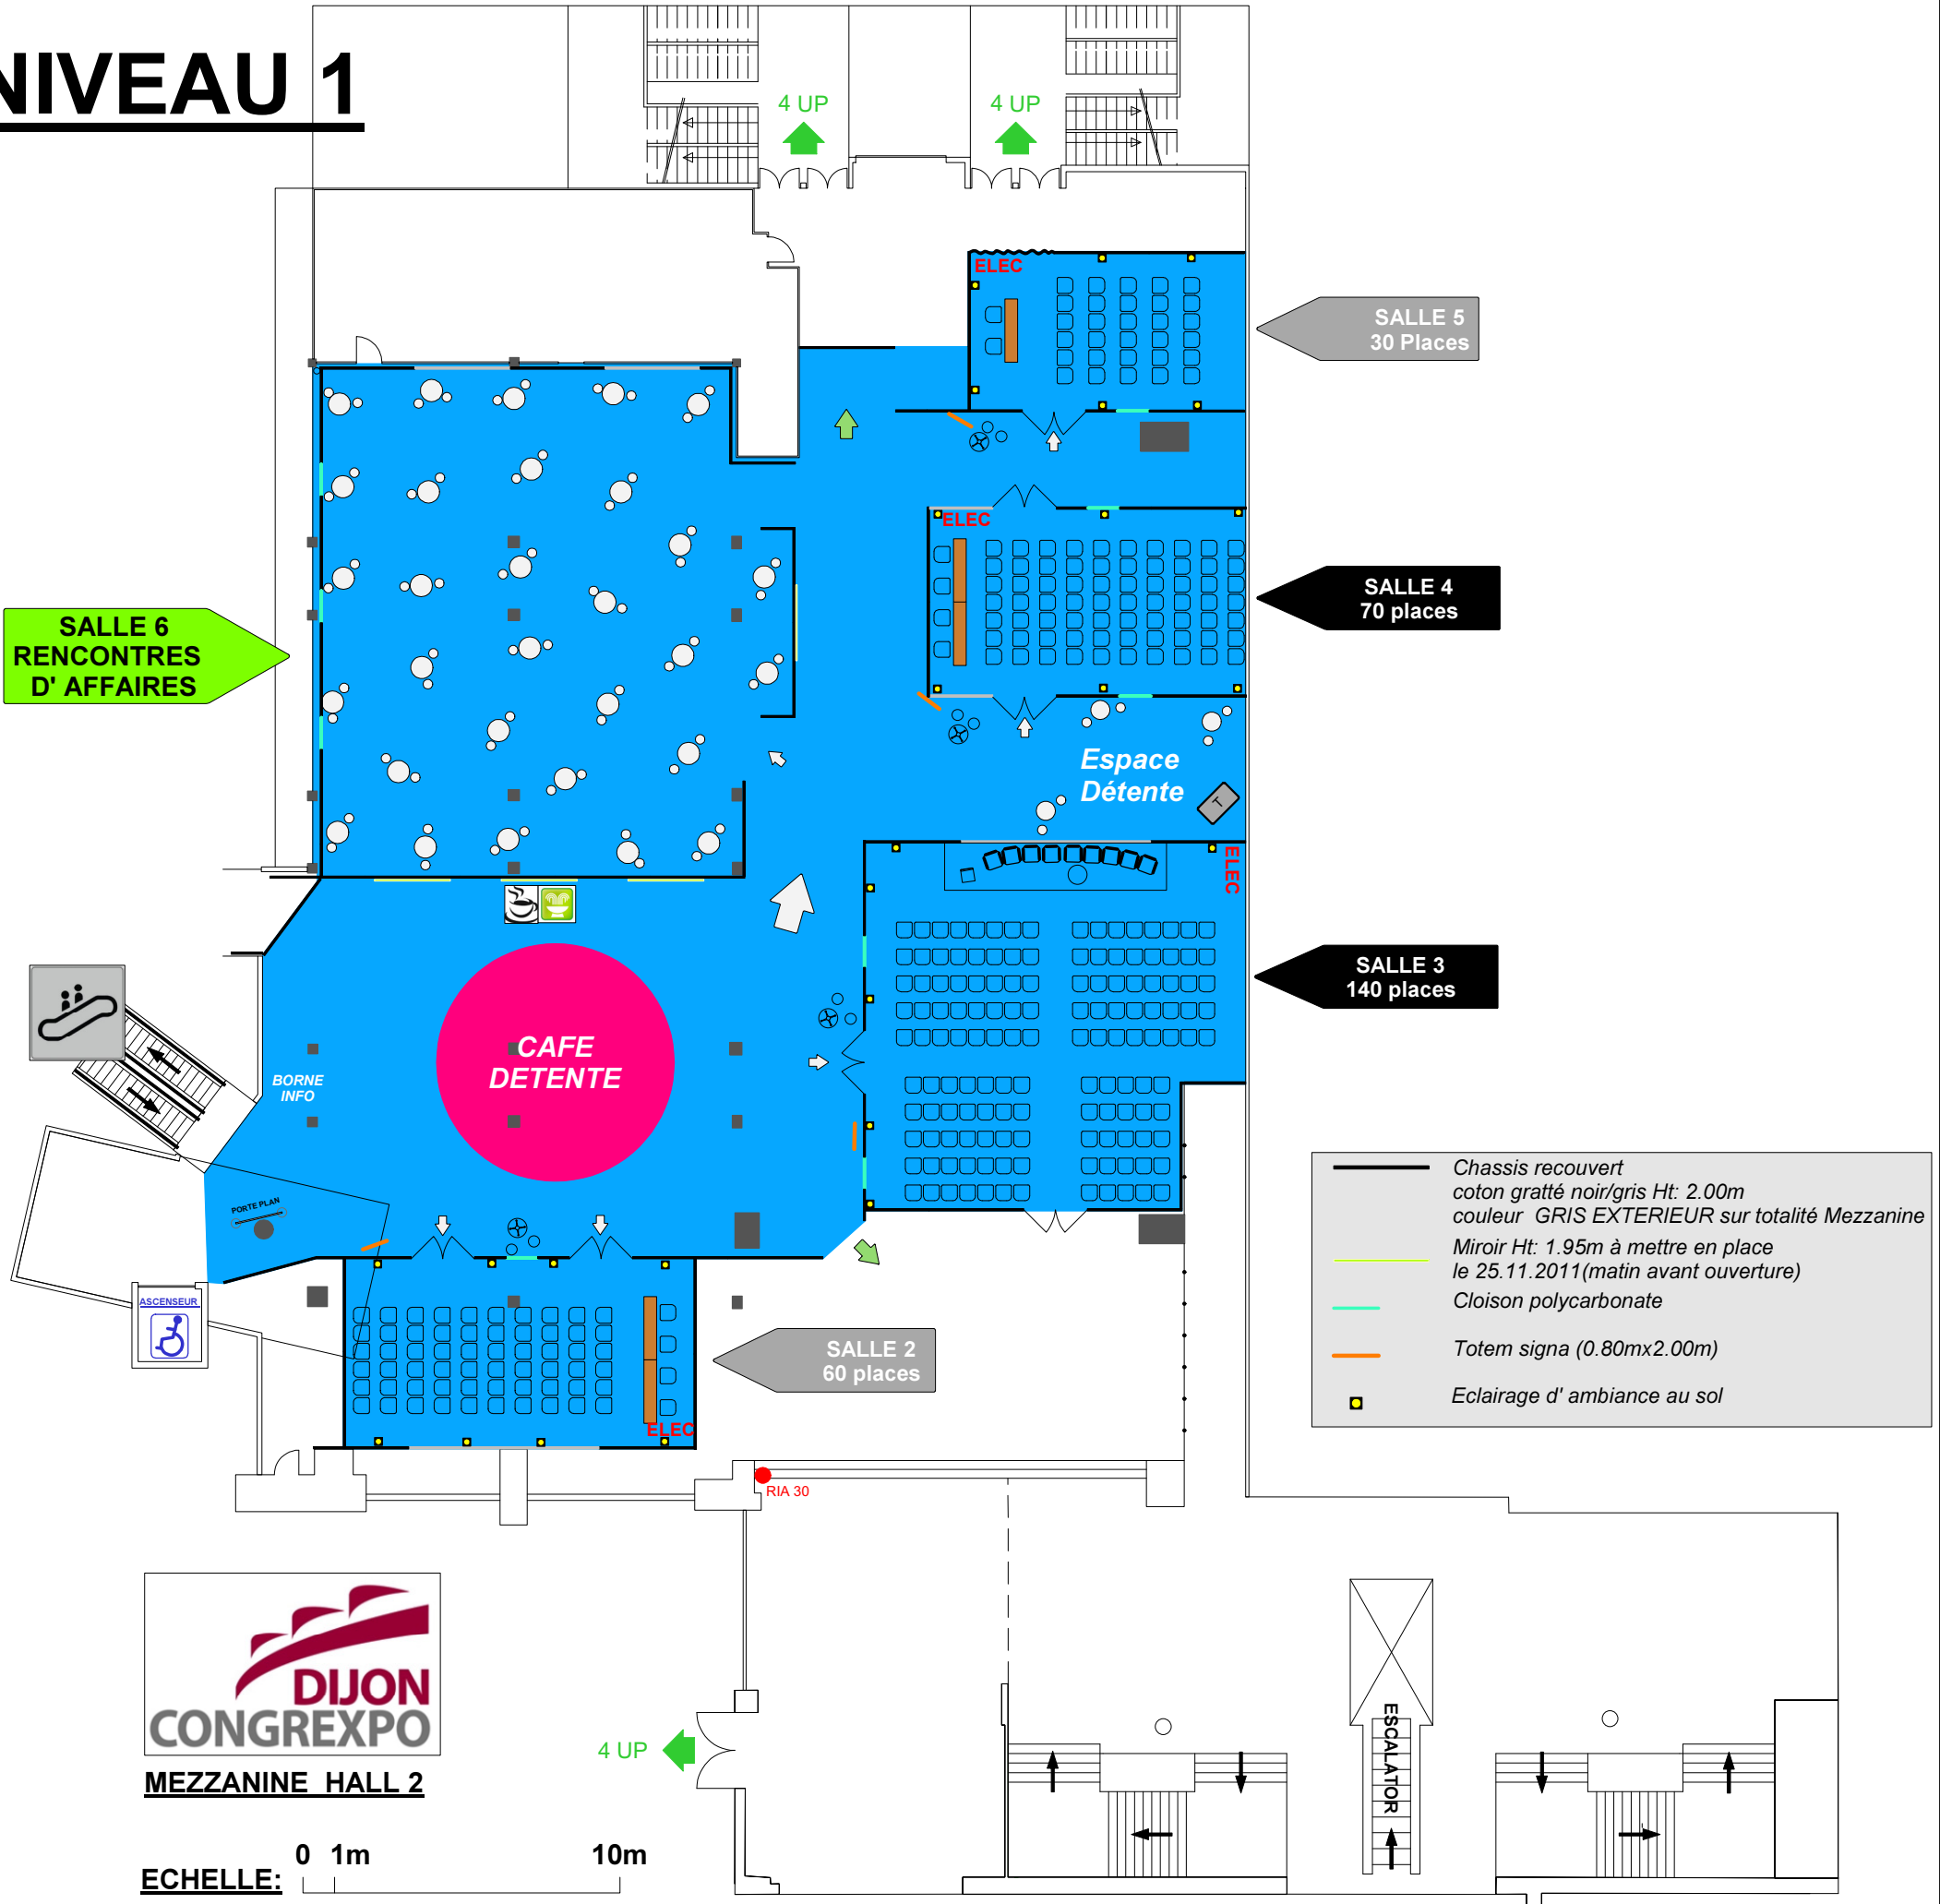 NIVEAU 1
4 UP
4 UP
ELEC
SALLE 5
30 Places
ELEC
SALLE 4
70 places
SALLE 6
RENCONTRES
D' AFFAIRES
Espace
Détente
T
ELEC
SALLE 3
140 places
CAFE
DETENTE
BORNE
INFO
PORTE PLAN
ASCENSEUR
SALLE 2
60 places
ELEC
RIA 30
Chassis recouvert
coton gratté noir/gris Ht: 2.00m
couleur GRIS EXTERIEUR sur totalité Mezzanine
Miroir Ht: 1.95m à mettre en place
le 25.11.2011(matin avant ouverture)
Cloison polycarbonate
Totem signa (0.80mx2.00m)
Eclairage d' ambiance au sol
DIJON
CONGREXPO
MEZZANINE HALL 2
4 UP
ESCALATOR
0 1m 10m
ECHELLE: